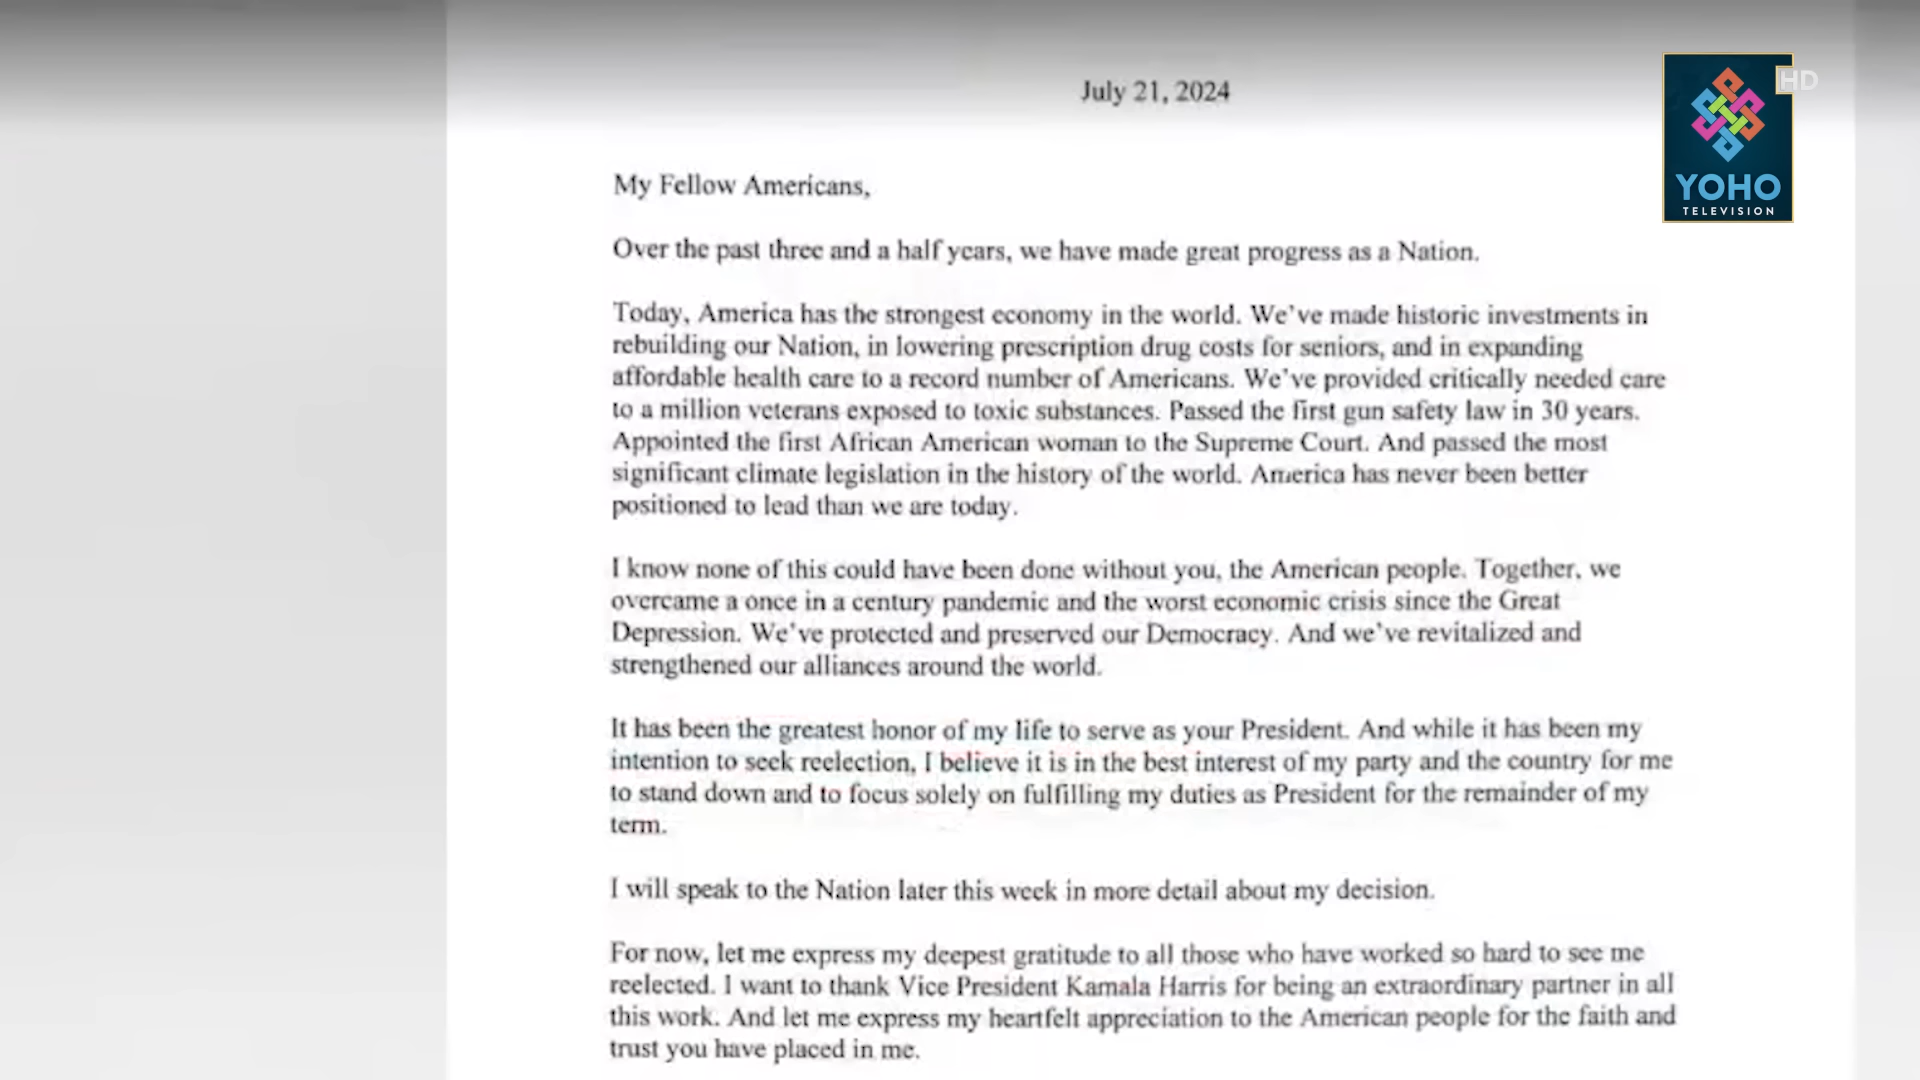 July 21, 2024
HD
YOHO
TELEVISION
My Fellow Americans,
Over the past three and a half years, we have made great progress as a Nation.
Today, America has the strongest economy in the world. We've made historic investments in
rebuilding our Nation, in lowering prescription drug costs for seniors, and in expanding
affordable health care to a record number of Americans. We've provided critically needed care
to a million veterans exposed to toxic substances. Passed the first gun safety law in 30 years.
Appointed the first African American woman to the Supreme Court. And passed the most
significant climate legislation in the history of the world. America has never been better
positioned to lead than we are today.
I know none of this could have been done without you, the American people. Together, we
overcame a once in a century pandemic and the worst economic crisis since the Great
Depression. We've protected and preserved our Democracy. And we've revitalized and
strengthened our alliances around the world.
It has been the greatest honor of my life to serve as your President. And while it has been my
intention to seek reelection, I believe it is in the best interest of my party and the country for me
to stand down and to focus solely on fulfilling my duties as President for the remainder of my
term.
I will speak to the Nation later this week in more detail about my decision.
For now, let me express my deepest gratitude to all those who have worked so hard to see me
reelected. I want to thank Vice President Kamala Harris for being an extraordinary partner in all
this work. And let me express my heartfelt appreciation to the American people for the faith and
trust you have placed in me.